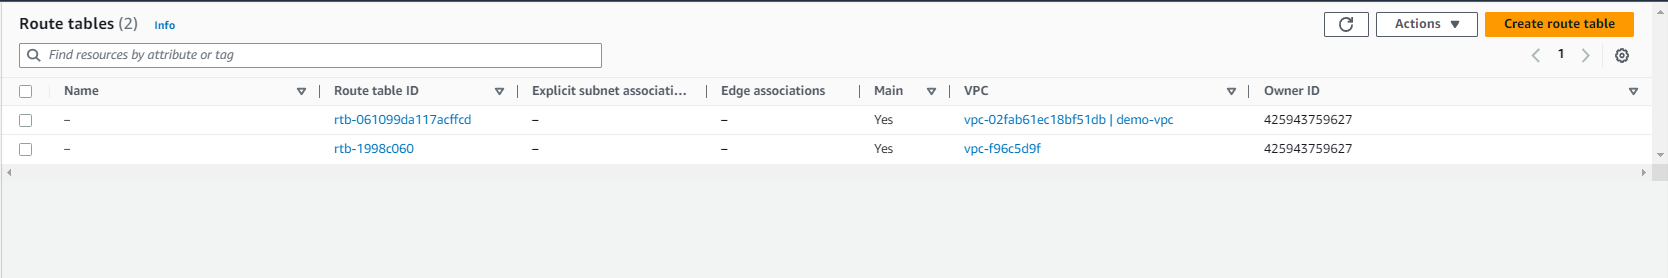 Route tables (2) Info
Actions ▼ Create route table
Find resources by attribute or tag
1
Name Route table ID Explicit subnet associati... Edge associations Main VPC Owner ID
– rtb-061099da117acffcd – – Yes vpc-02fab61ec18bf51db | demo-vpc 425943759627
– rtb-1998c060 – – Yes vpc-f96c5d9f 425943759627